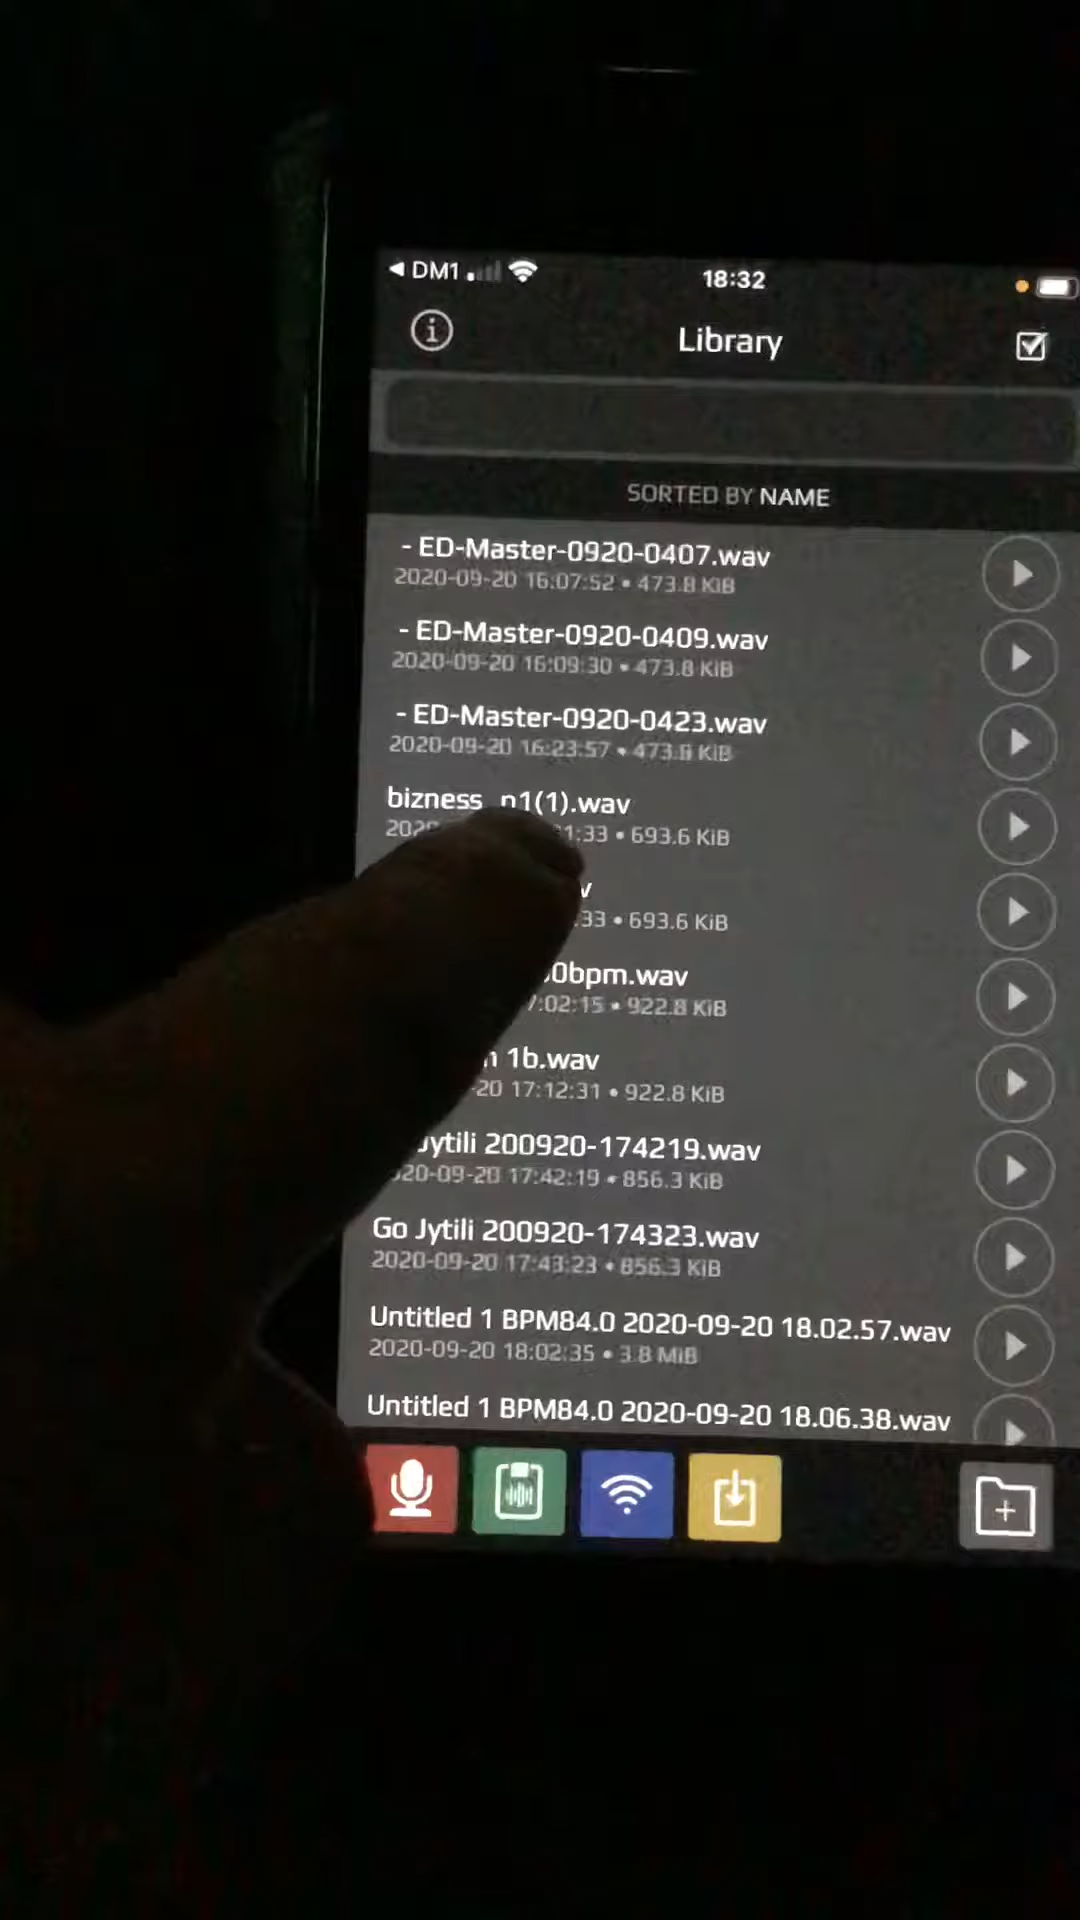 DM1
18:32
Library
SORTED BY NAME
- ED-Master-0920-0407.wav
2020-09-20 16:07:52 • 473.8 KiB
- ED-Master-0920-0409.wav
2020-09-20 16:09:30 • 473.8 KiB
- ED-Master-0920-0423.wav
2020-09-20 16:23:57 • 473.8 KiB
bizness p1(1).wav
1:33 • 693.6 KiB
:33 • 693.6 KiB
0bpm.wav
7:02:15 • 922.8 KiB
1b.wav
-20 17:12:31 • 922.8 KiB
Jytili 200920-174219.wav
20-09-20 17:42:19 • 856.3 KiB
Go Jytili 200920-174323.wav
2020-09-20 17:43:23 • 856.3 KiB
Untitled 1 BPM84.0 2020-09-20 18.02.57.wav
2020-09-20 18:02:35 • 3.8 MiB
Untitled 1 BPM84.0 2020-09-20 18.06.38.wav